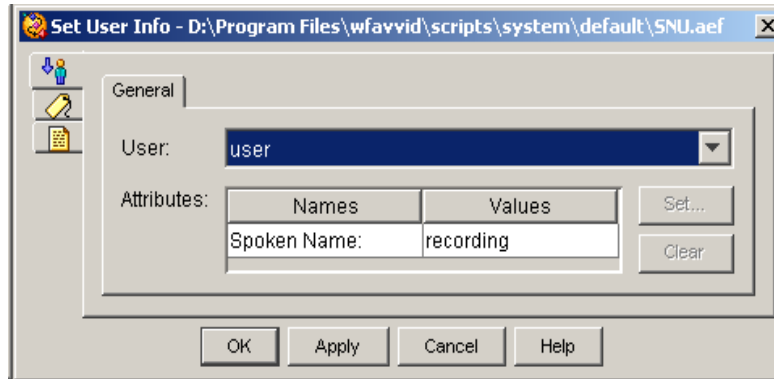 Set User Info - D:\Program Files\wfavvid\scripts\system\default\SNU.aef
General
User: user
Attributes: Names Values Set...
Spoken Name: recording
Clear
OK Apply Cancel Help